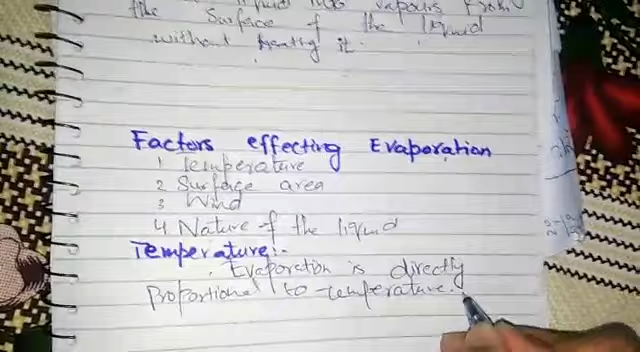 the Surface of the liquid
without heating it.
Factors effecting Evaporation
1 temperature
2 Surface area
3 Wind
4 Nature of the liquid
Temperature:-
Evaporation is directly
Proportional to temperature.